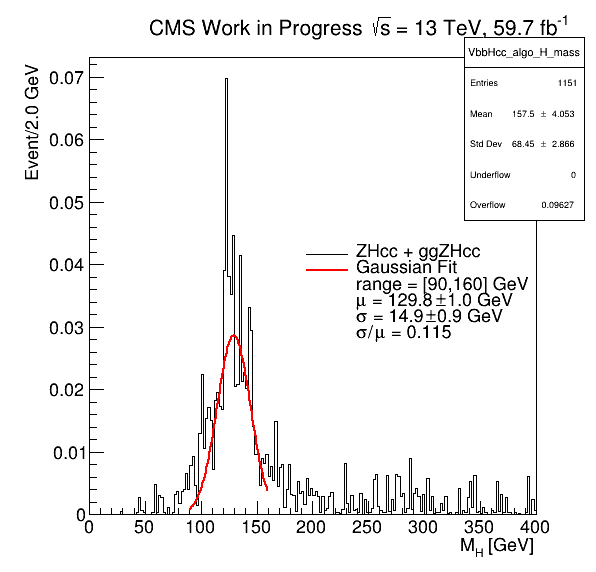 CMS Work in Progress √s = 13 TeV, 59.7 fb⁻¹
VbbHcc_algo_H_mass
Entries 1151
Mean 157.5 ± 4.053
Std Dev 68.45 ± 2.866
Underflow 0
Overflow 0.09627
Event/2.0 GeV
0.07
0.06
0.05
0.04
0.03
0.02
0.01
0
ZHcc + ggZHcc
Gaussian Fit
range = [90,160] GeV
μ = 129.8±1.0 GeV
σ = 14.9±0.9 GeV
σ/μ = 0.115
0 50 100 150 200 250 300 350 400
M_H [GeV]